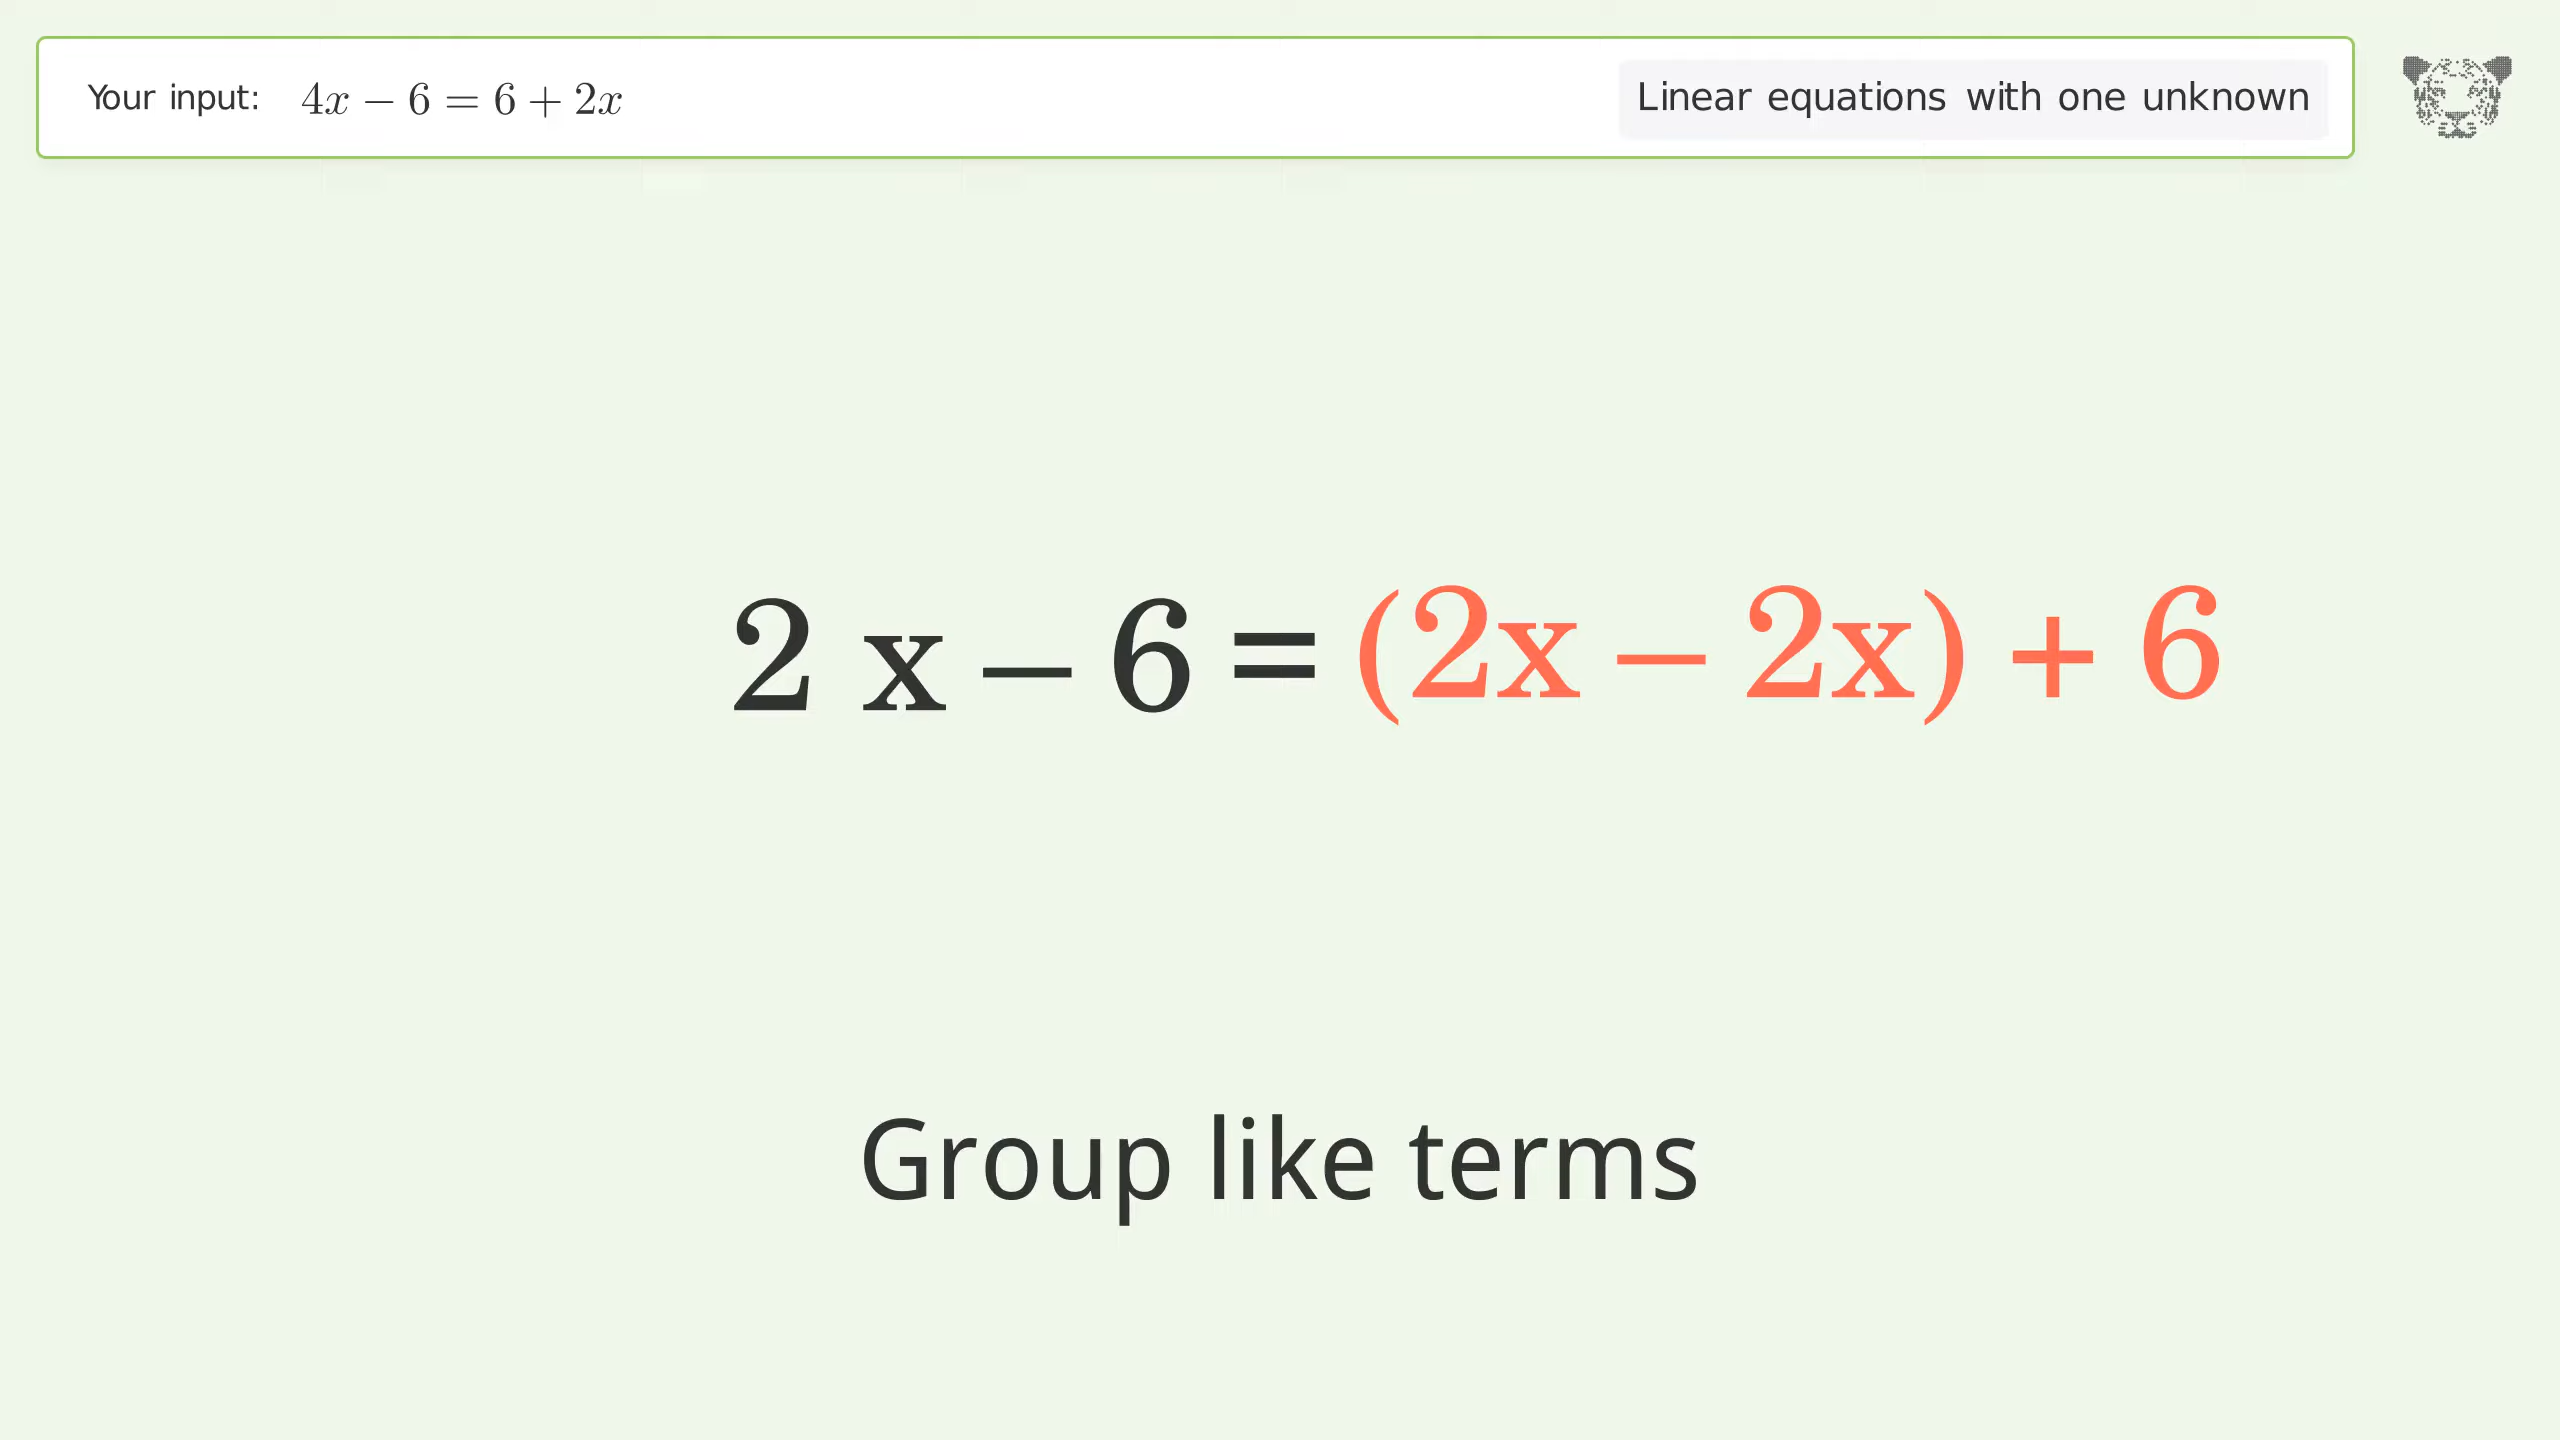 Your input: 4x − 6 = 6 + 2x
Linear equations with one unknown
2 x − 6 = (2x − 2x) + 6
Group like terms